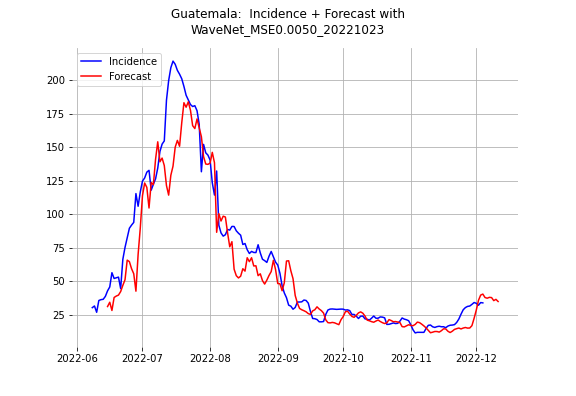 Guatemala:  Incidence + Forecast with
WaveNet_MSE0.0050_20221023
Incidence
Forecast
200
175
150
125
100
75
50
25
2022-06 2022-07 2022-08 2022-09 2022-10 2022-11 2022-12